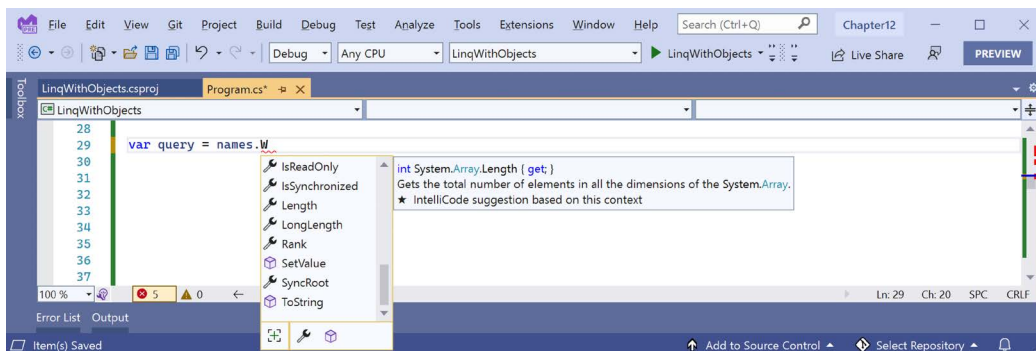 File Edit View Git Project Build Debug Test Analyze Tools Extensions Window Help Search (Ctrl+Q) Chapter12
Debug Any CPU LinqWithObjects LinqWithObjects Live Share PREVIEW
Toolbox
LinqWithObjects.csproj Program.cs*
LinqWithObjects
28
29 var query = names.W
30
31
32
33
34
35
36
37
IsReadOnly
IsSynchronized
Length
LongLength
Rank
SetValue
SyncRoot
ToString
int System.Array.Length { get; }
Gets the total number of elements in all the dimensions of the System.Array.
★ IntelliCode suggestion based on this context
100 % 5 0 Ln: 29 Ch: 20 SPC CRLF
Error List Output
Item(s) Saved Add to Source Control Select Repository